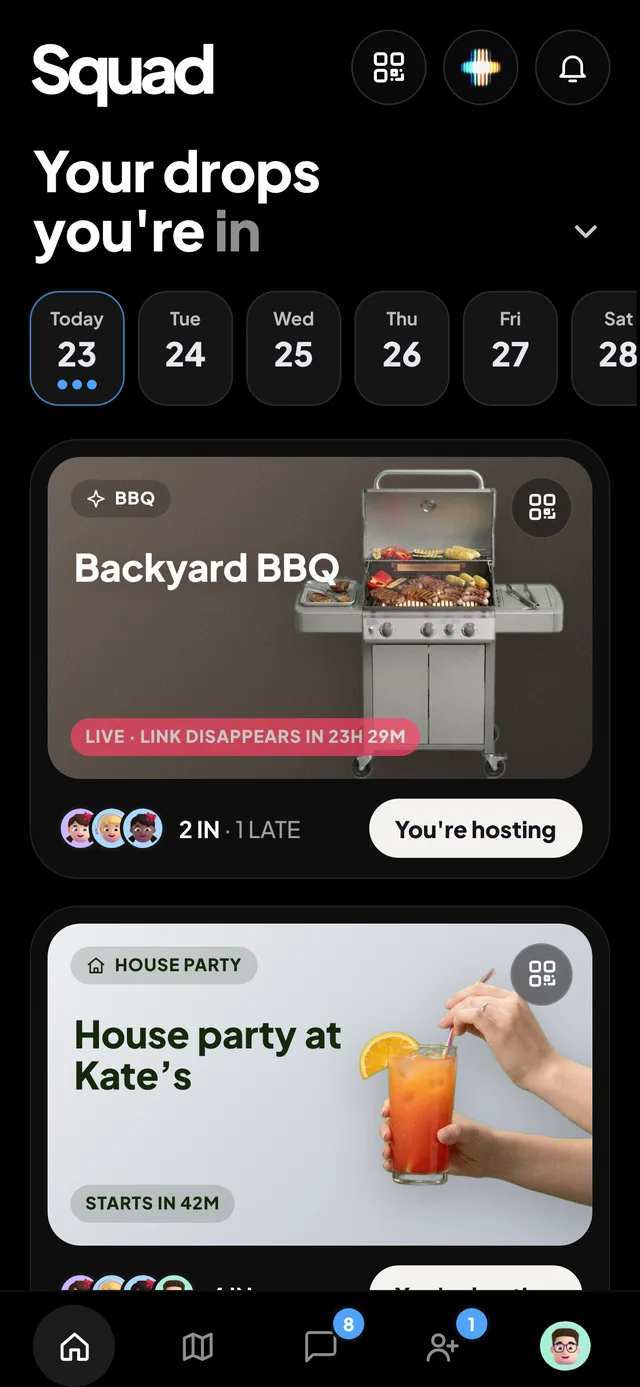 Squad
Your drops
you're in
Today
23
Tue
24
Wed
25
Thu
26
Fri
27
Sat
28
BBQ
Backyard BBQ
LIVE · LINK DISAPPEARS IN 23H 29M
2 IN · 1 LATE
You're hosting
HOUSE PARTY
House party at
Kate’s
STARTS IN 42M
8
1